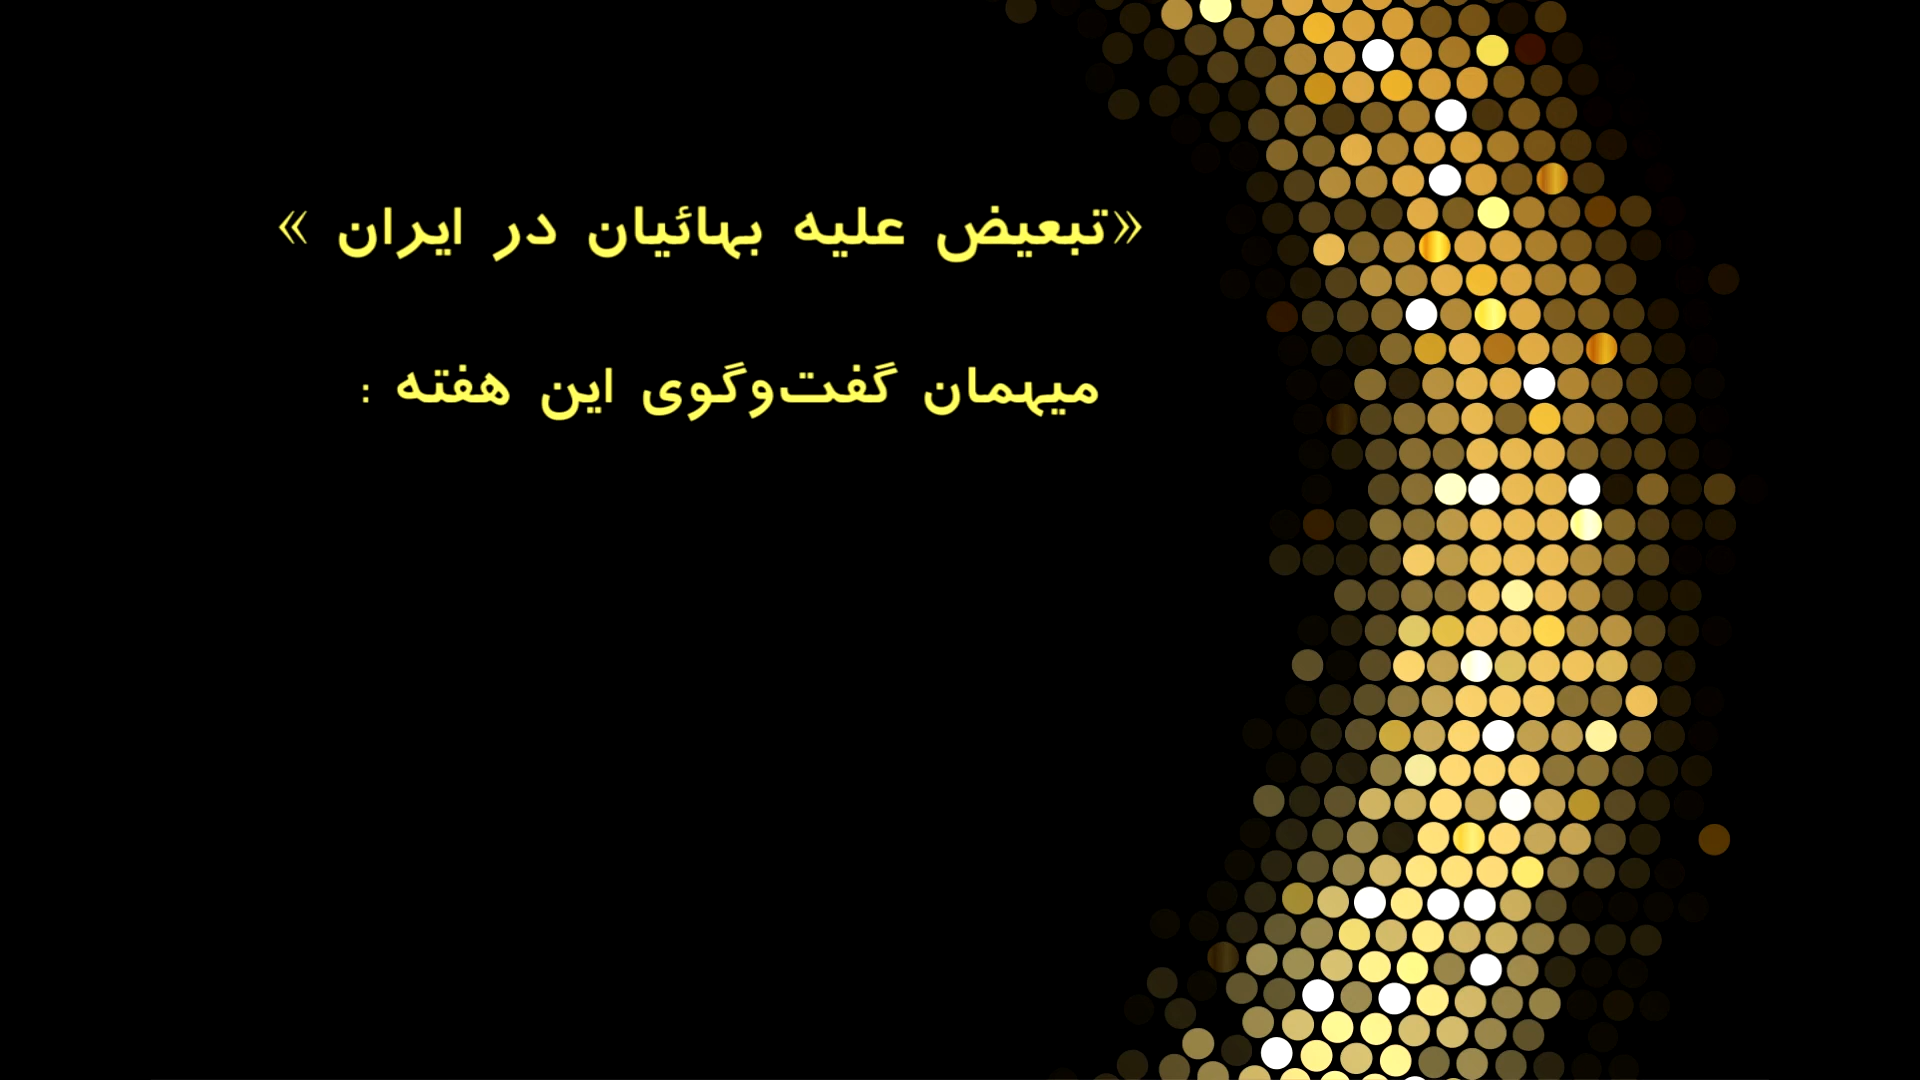 «تبعیض علیه بهائیان در ایران »
میهمان گفت‌وگوی این هفته :